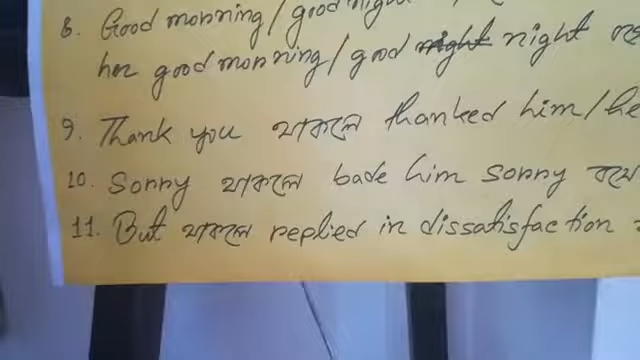 8. Good morning/good night
her good morning/good night
9. Thank you থাকলে thanked him/he
10. Sorry থাকলে bade him sorry
11. But থাকলে replied in dissatisfaction